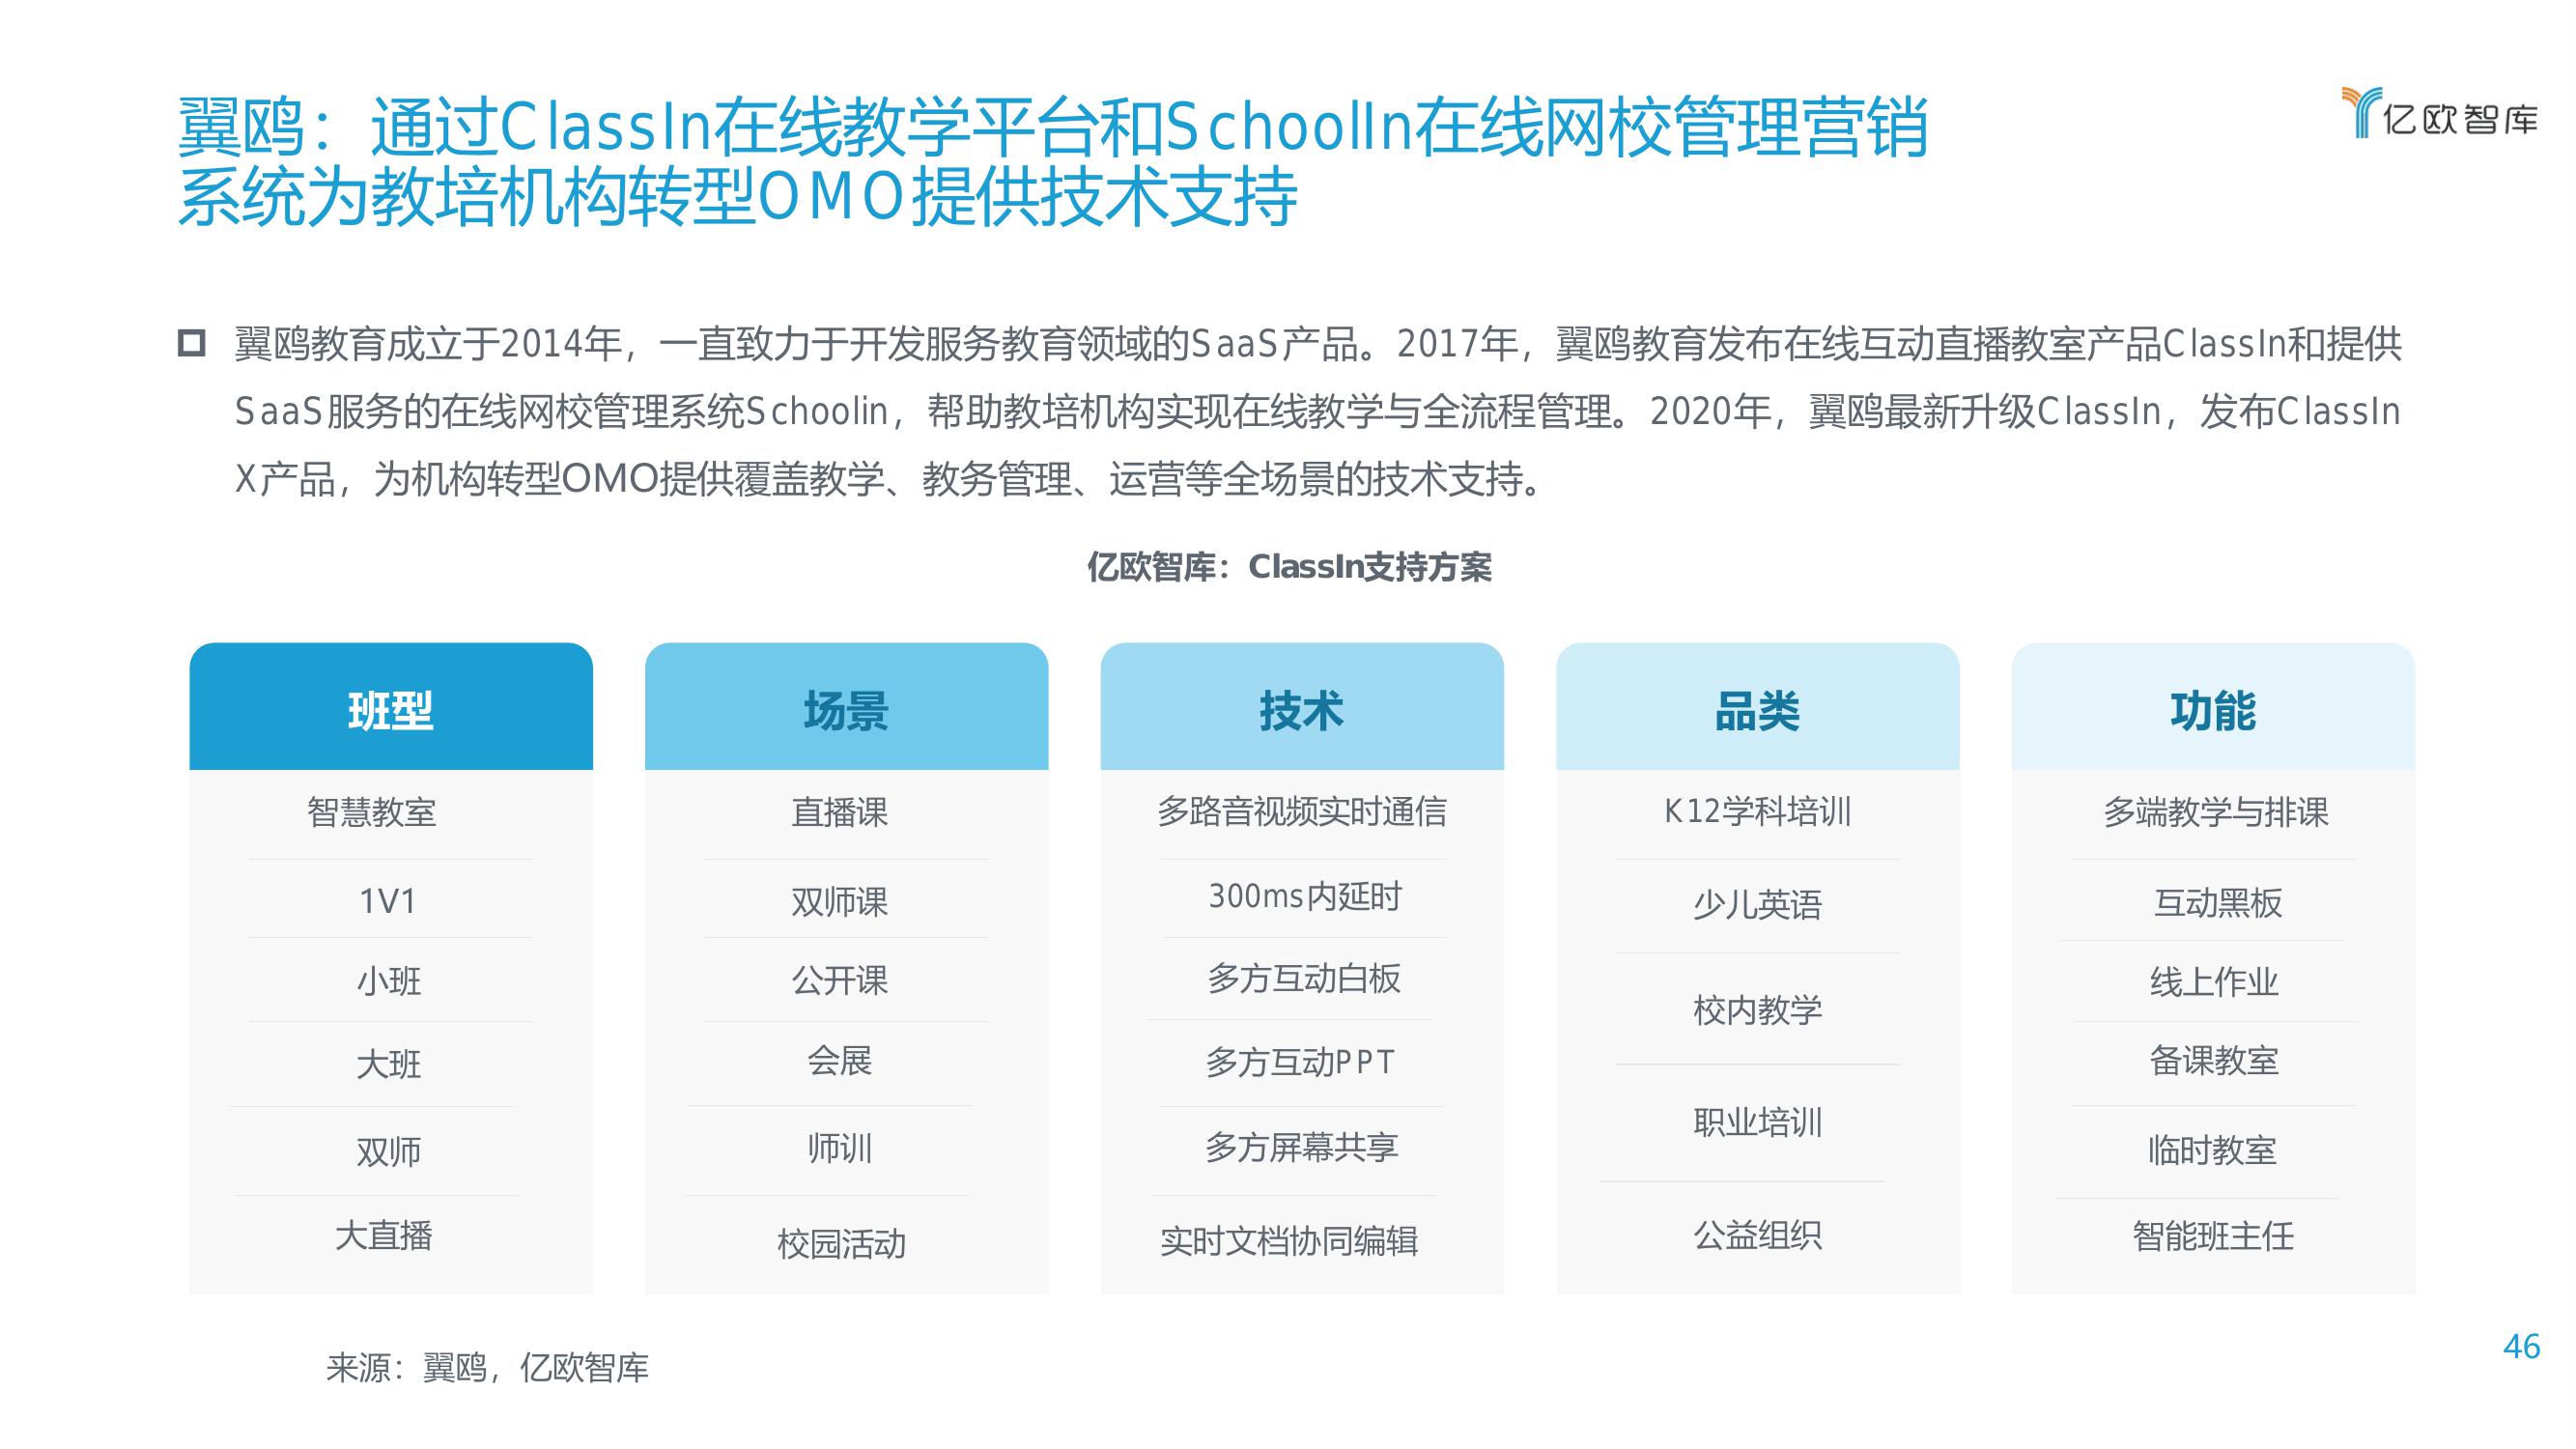 翼鸥：通过ClassIn在线教学平台和SchoolIn在线网校管理营销
系统为教培机构转型OMO提供技术支持
亿欧智库
翼鸥教育成立于2014年，一直致力于开发服务教育领域的SaaS产品。2017年，翼鸥教育发布在线互动直播教室产品ClassIn和提供
SaaS服务的在线网校管理系统Schoolin，帮助教培机构实现在线教学与全流程管理。2020年，翼鸥最新升级ClassIn，发布ClassIn
X产品，为机构转型OMO提供覆盖教学、教务管理、运营等全场景的技术支持。
亿欧智库：ClassIn支持方案
班型
智慧教室
1V1
小班
大班
双师
大直播
场景
直播课
双师课
公开课
会展
师训
校园活动
技术
多路音视频实时通信
300ms内延时
多方互动白板
多方互动PPT
多方屏幕共享
实时文档协同编辑
品类
K12学科培训
少儿英语
校内教学
职业培训
公益组织
功能
多端教学与排课
互动黑板
线上作业
备课教室
临时教室
智能班主任
来源：翼鸥，亿欧智库
46